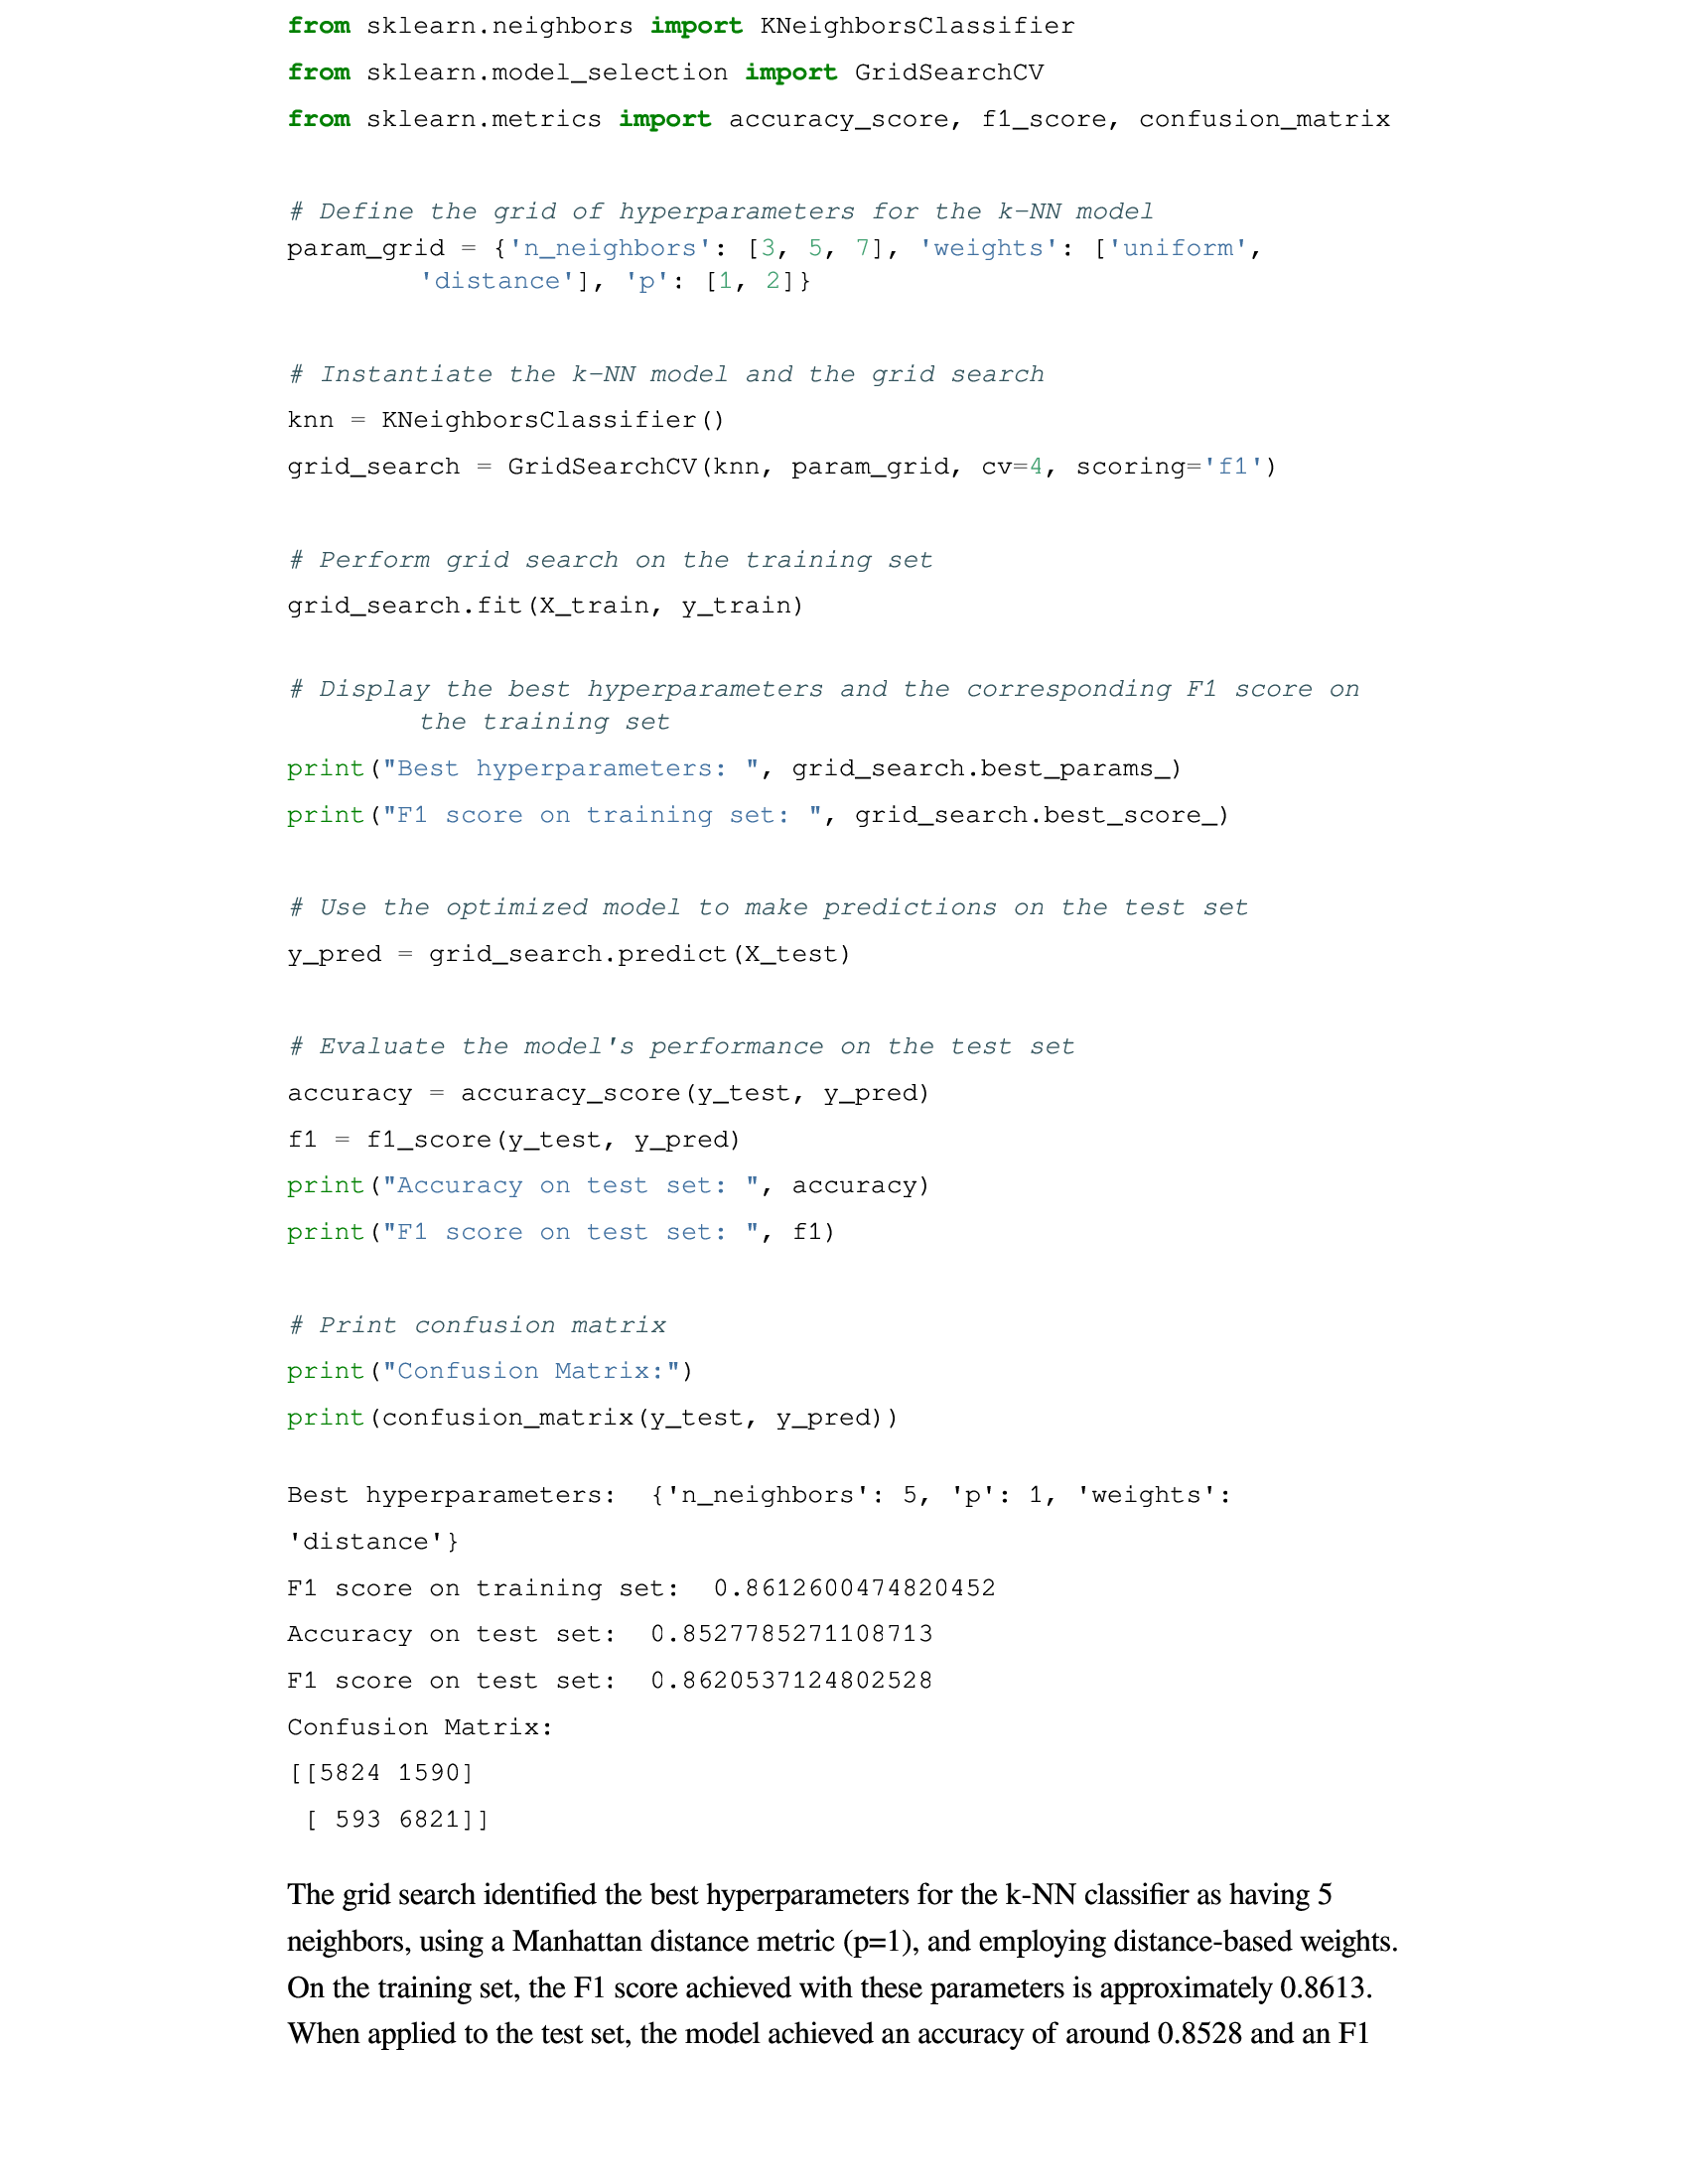 from sklearn.neighbors import KNeighborsClassifier
from sklearn.model_selection import GridSearchCV
from sklearn.metrics import accuracy_score, f1_score, confusion_matrix
# Define the grid of hyperparameters for the k-NN model
param_grid = {'n_neighbors': [3, 5, 7], 'weights': ['uniform',
'distance'], 'p': [1, 2]}
# Instantiate the k-NN model and the grid search
knn = KNeighborsClassifier()
grid_search = GridSearchCV(knn, param_grid, cv=4, scoring='f1')
# Perform grid search on the training set
grid_search.fit(X_train, y_train)
# Display the best hyperparameters and the corresponding F1 score on
the training set
print("Best hyperparameters: ", grid_search.best_params_)
print("F1 score on training set: ", grid_search.best_score_)
# Use the optimized model to make predictions on the test set
y_pred = grid_search.predict(X_test)
# Evaluate the model's performance on the test set
accuracy = accuracy_score(y_test, y_pred)
f1 = f1_score(y_test, y_pred)
print("Accuracy on test set: ", accuracy)
print("F1 score on test set: ", f1)
# Print confusion matrix
print("Confusion Matrix:")
print(confusion_matrix(y_test, y_pred))
Best hyperparameters:  {'n_neighbors': 5, 'p': 1, 'weights':
'distance'}
F1 score on training set:  0.8612600474820452
Accuracy on test set:  0.8527785271108713
F1 score on test set:  0.8620537124802528
Confusion Matrix:
[[5824 1590]
[ 593 6821]]
The grid search identified the best hyperparameters for the k-NN classifier as having 5
neighbors, using a Manhattan distance metric (p=1), and employing distance-based weights.
On the training set, the F1 score achieved with these parameters is approximately 0.8613.
When applied to the test set, the model achieved an accuracy of around 0.8528 and an F1